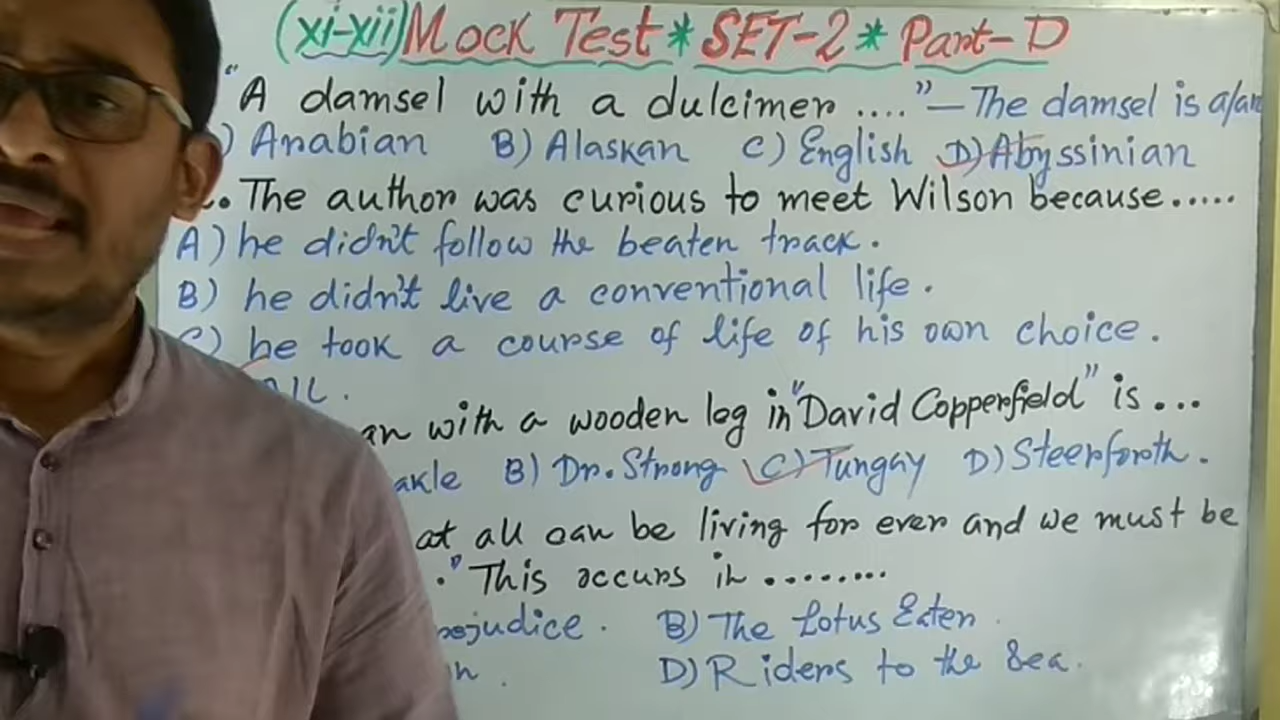 (xi-xii) Mock Test * SET-2 * Part-D
"A damsel with a dulcimer ...." — The damsel is a/an
) Arabian B) Alaskan C) English D) Abyssinian
. The author was curious to meet Wilson because.....
A) he didn't follow the beaten track.
B) he didn't live a conventional life.
C) he took a course of life of his own choice.
All.
an with a wooden leg in "David Copperfield" is...
akle B) Dr. Strong C) Tungay D) Steerforth.
at all can be living for ever and we must be
." This occurs in ........
ejudice. B) The Lotus Eater.
n. D) Riders to the Sea.